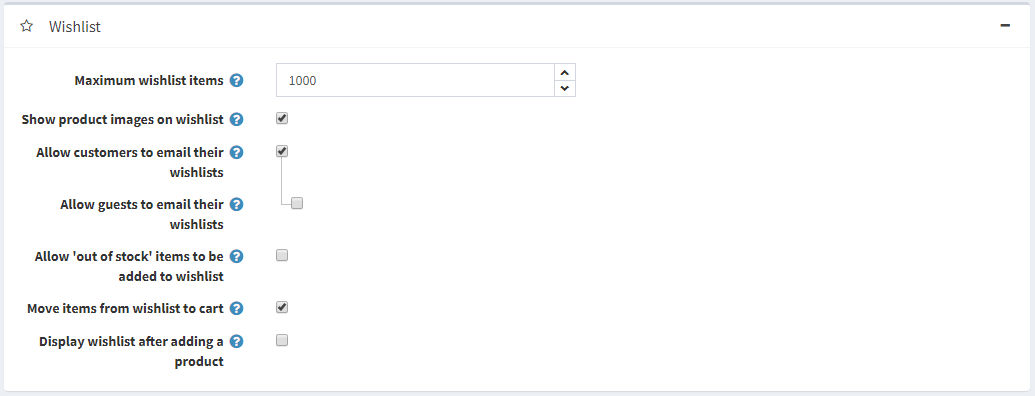 Wishlist
Maximum wishlist items
1000
Show product images on wishlist
Allow customers to email their
wishlists
Allow guests to email their
wishlists
Allow 'out of stock' items to be
added to wishlist
Move items from wishlist to cart
Display wishlist after adding a
product